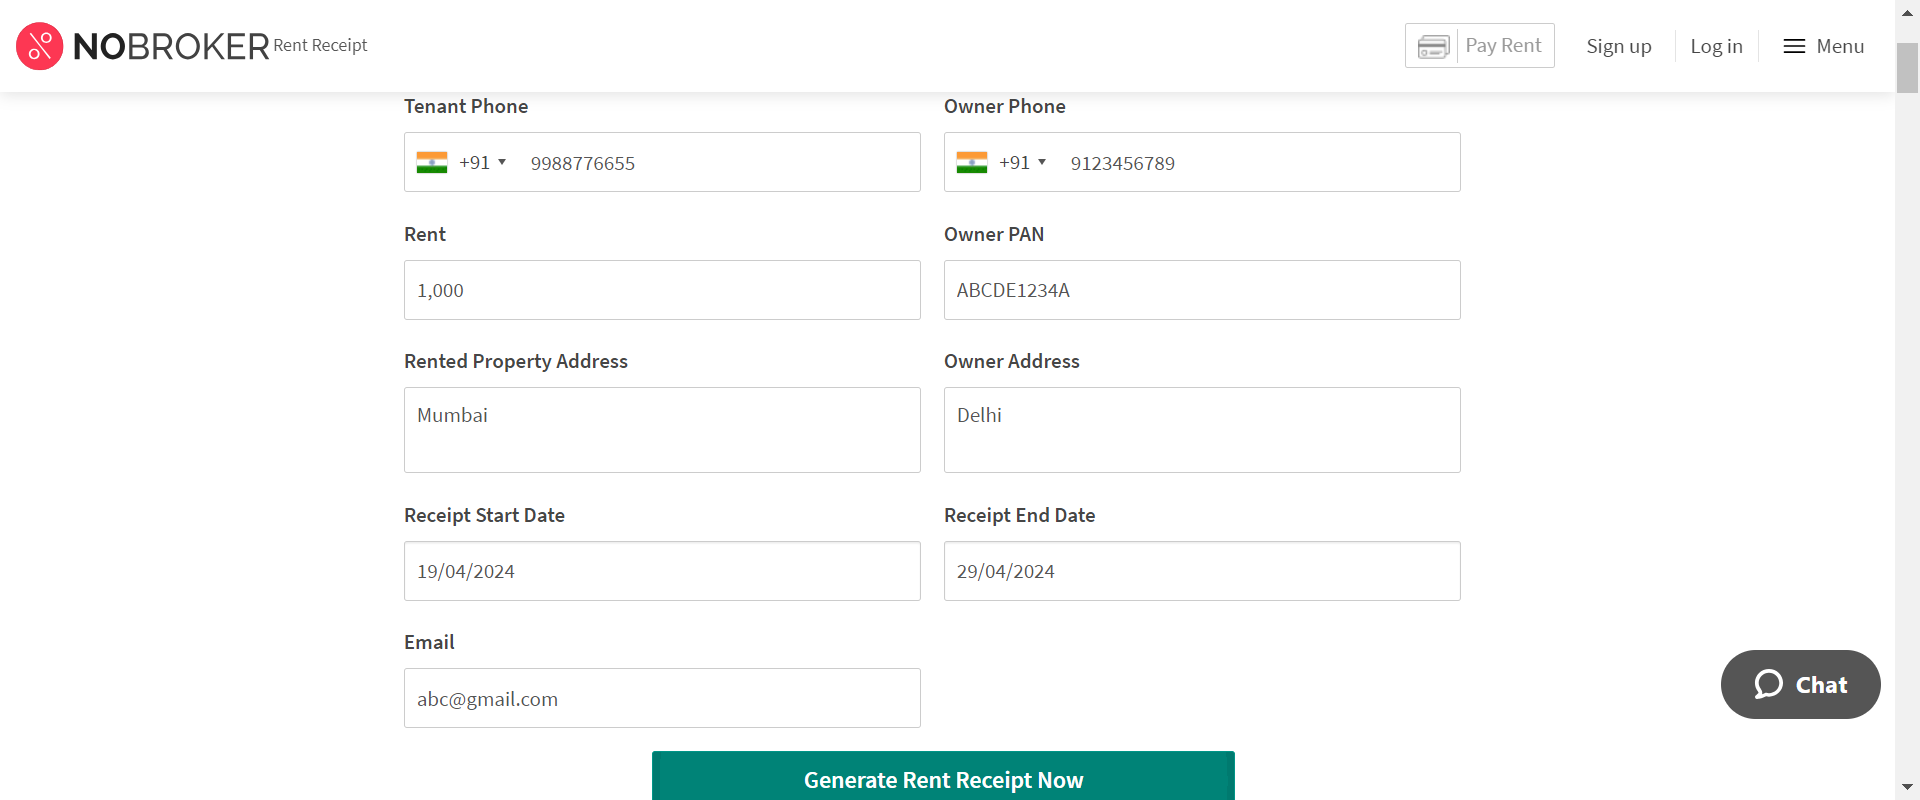 NOBROKER Rent Receipt
Pay Rent
Sign up
Log in
Menu
Tenant Phone
Owner Phone
+91 9988776655
+91 9123456789
Rent
Owner PAN
1,000
ABCDE1234A
Rented Property Address
Owner Address
Mumbai
Delhi
Receipt Start Date
Receipt End Date
19/04/2024
29/04/2024
Email
abc@gmail.com
Chat
Generate Rent Receipt Now